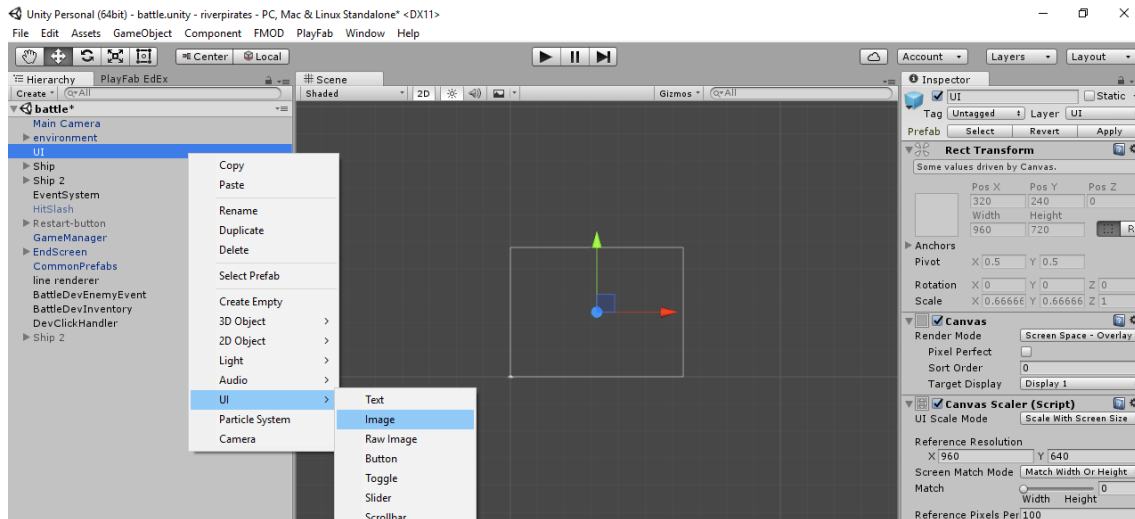 Unity Personal (64bit) - battle.unity - riverpirates - PC, Mac & Linux Standalone* <DX11>
File Edit Assets GameObject Component FMOD PlayFab Window Help
Center Local Account Layers Layout
Hierarchy PlayFab EdEx # Scene Inspector
Create All Shaded 2D Gizmos All UI Static
battle*
Tag Untagged Layer UI
Main Camera
Prefab Select Revert Apply
environment
UI
Rect Transform
Ship
Copy
Some values driven by Canvas.
Ship 2
Paste
Pos X Pos Y Pos Z
EventSystem
320 240 0
HitSlash
Rename
Width Height
Restart-button
Duplicate
960 720 R
GameManager
Delete
Anchors
EndScreen
Pivot X 0.5 Y 0.5
CommonPrefabs
Select Prefab
line renderer
Rotation X 0 Y 0 Z 0
BattleDevEnemyEvent
Create Empty
Scale X 0.66666 Y 0.66666 Z 1
BattleDevInventory
3D Object
Canvas
DevClickHandler
2D Object
Render Mode Screen Space - Overlay
Ship 2
Light
Pixel Perfect
Audio
Sort Order 0
UI
Target Display Display 1
Text
Particle System
Image
Canvas Scaler (Script)
Camera
Raw Image
UI Scale Mode Scale With Screen Size
Button
Reference Resolution
X 960 Y 640
Toggle
Screen Match Mode Match Width Or Height
Slider
Match 0
Width Height
Scrollbar
Reference Pixels Per 100